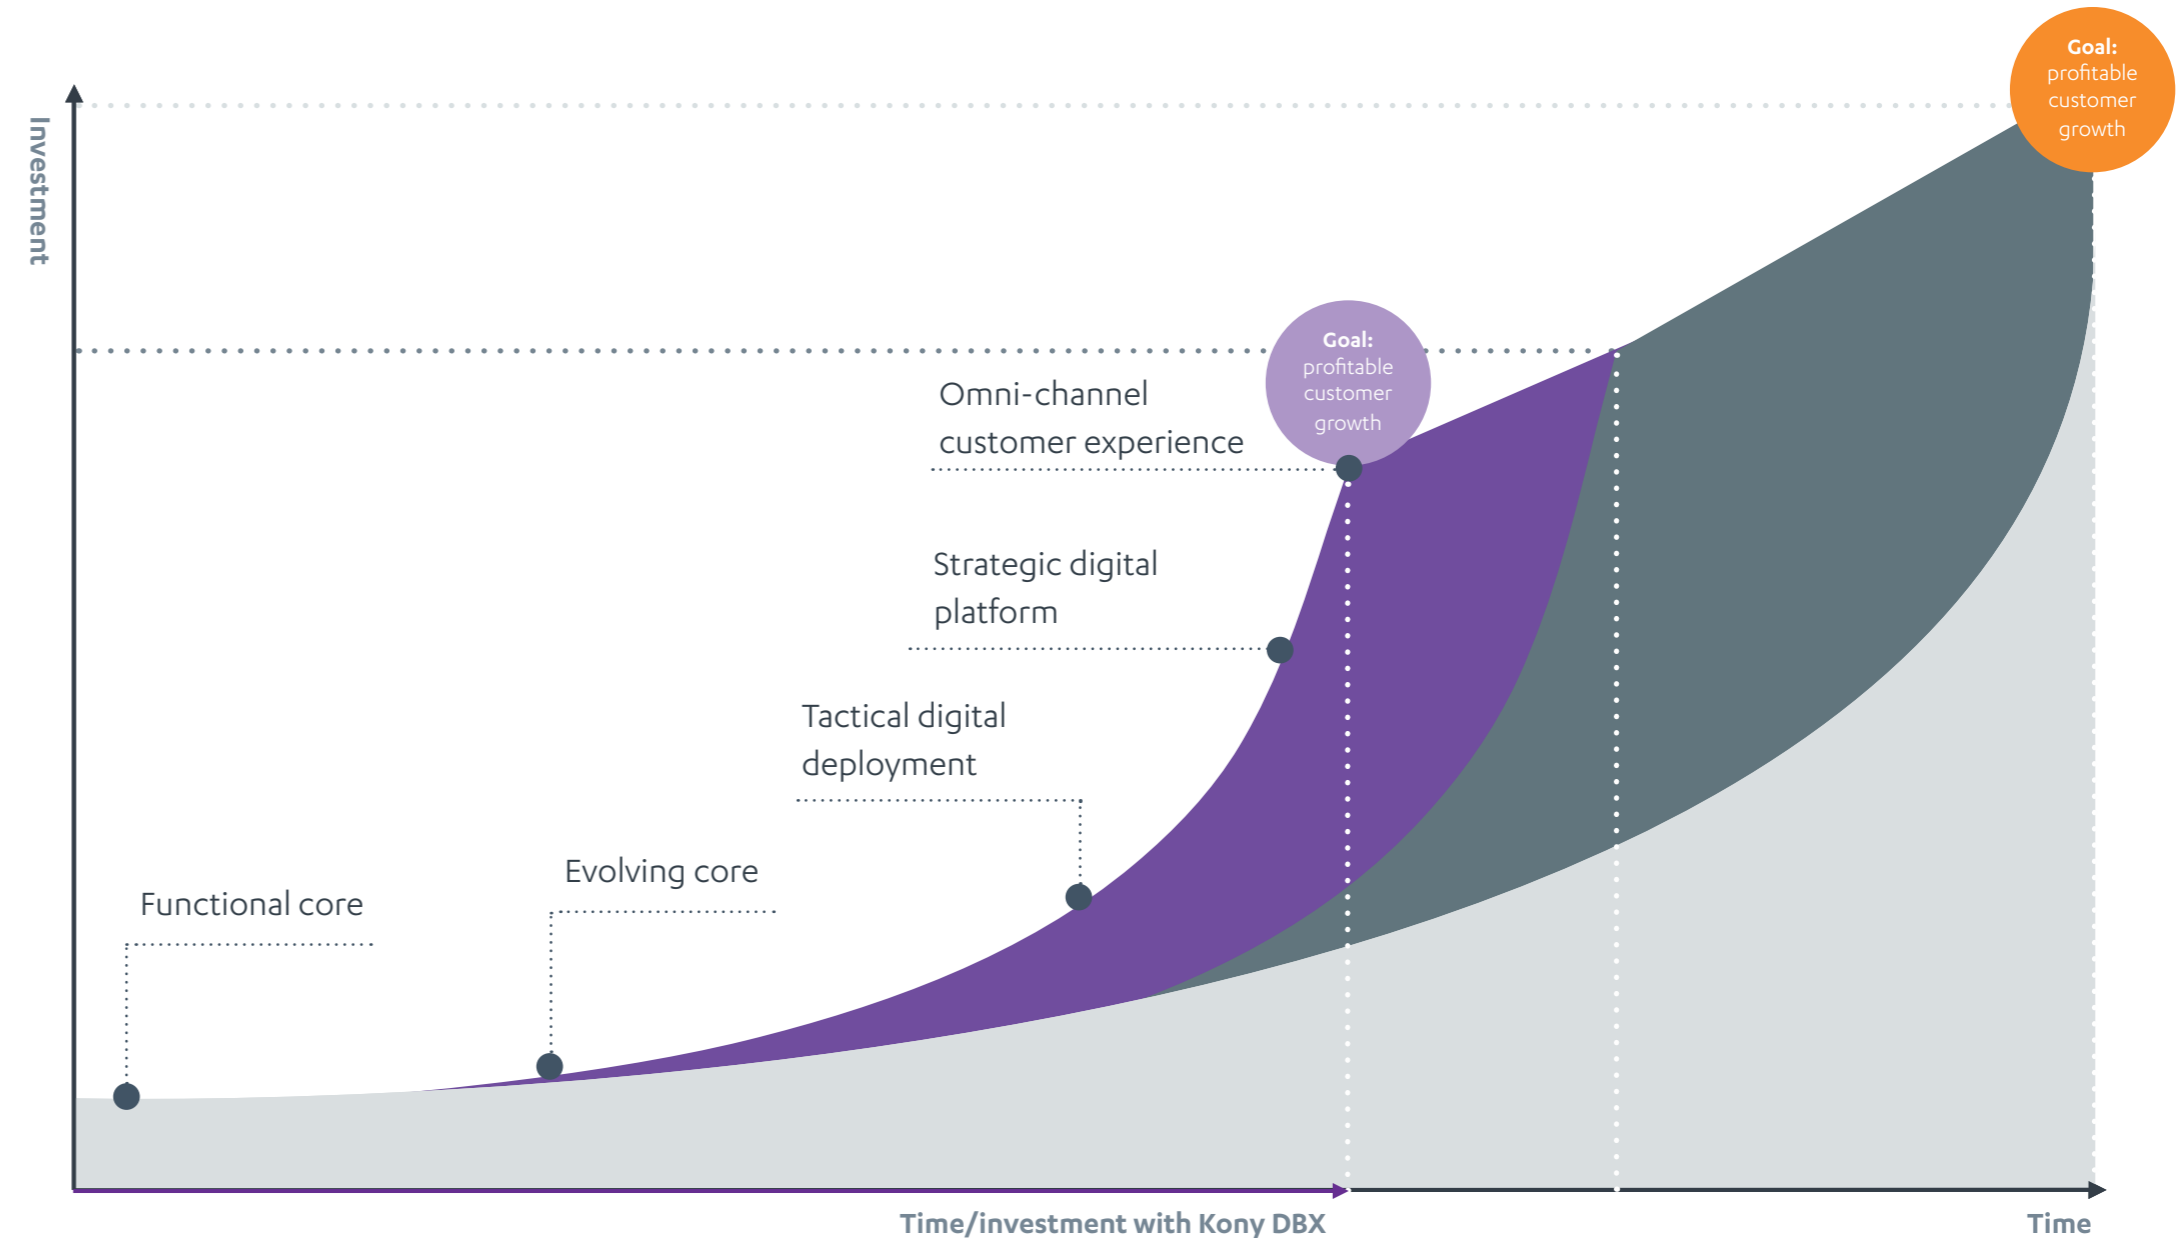 Goal:
profitable
customer
growth
Investment
Goal:
profitable
customer
growth
Omni-channel
customer experience
Strategic digital
platform
Tactical digital
deployment
Evolving core
Functional core
Time/investment with Kony DBX
Time